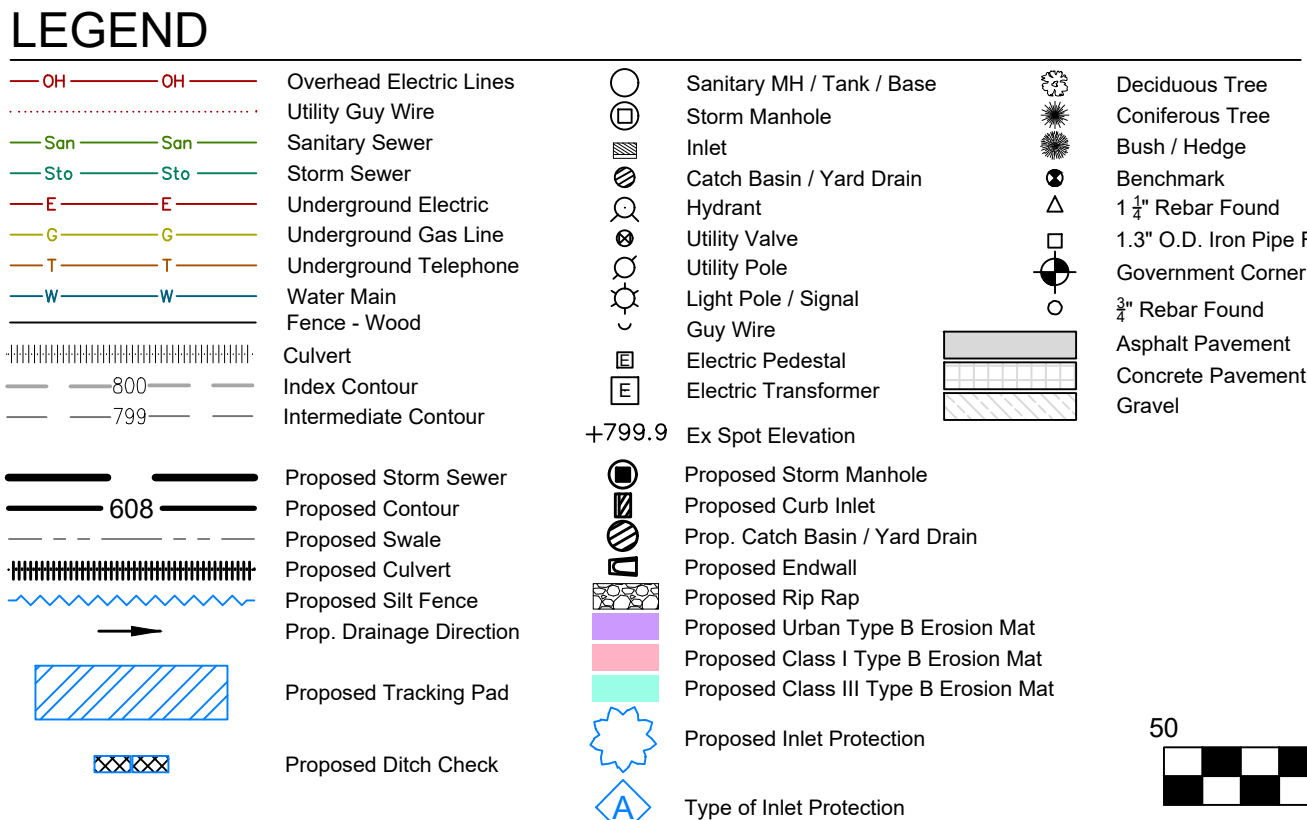 LEGEND
OH OH Overhead Electric Lines
Utility Guy Wire
San San Sanitary Sewer
Sto Sto Storm Sewer
E E Underground Electric
G G Underground Gas Line
T T Underground Telephone
W W Water Main
Fence - Wood
Culvert
800 Index Contour
799 Intermediate Contour
Proposed Storm Sewer
608 Proposed Contour
Proposed Swale
Proposed Culvert
Proposed Silt Fence
Prop. Drainage Direction
Proposed Tracking Pad
Proposed Ditch Check
Sanitary MH / Tank / Base
Storm Manhole
Inlet
Catch Basin / Yard Drain
Hydrant
Utility Valve
Utility Pole
Light Pole / Signal
Guy Wire
E Electric Pedestal
E Electric Transformer
+799.9 Ex Spot Elevation
Proposed Storm Manhole
Proposed Curb Inlet
Prop. Catch Basin / Yard Drain
Proposed Endwall
Proposed Rip Rap
Proposed Urban Type B Erosion Mat
Proposed Class I Type B Erosion Mat
Proposed Class III Type B Erosion Mat
Proposed Inlet Protection
A Type of Inlet Protection
Deciduous Tree
Coniferous Tree
Bush / Hedge
Benchmark
1 1/4" Rebar Found
1.3" O.D. Iron Pipe
Government Corner
3/4" Rebar Found
Asphalt Pavement
Concrete Pavement
Gravel
50